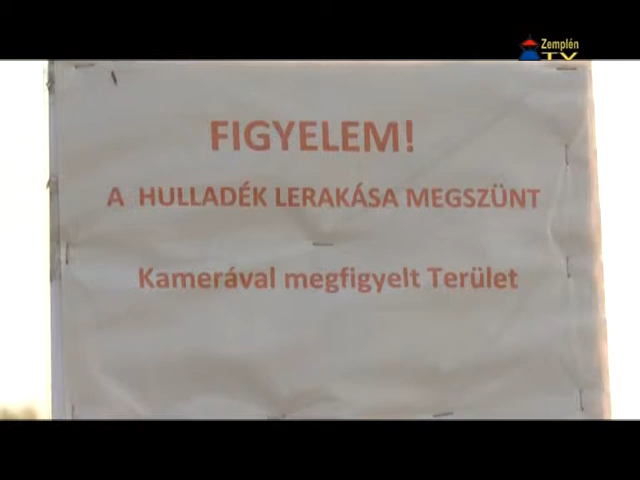 Zemplén
TV
FIGYELEM!
A HULLADÉK LERAKÁSA MEGSZÜNT
Kamerával megfigyelt Terület